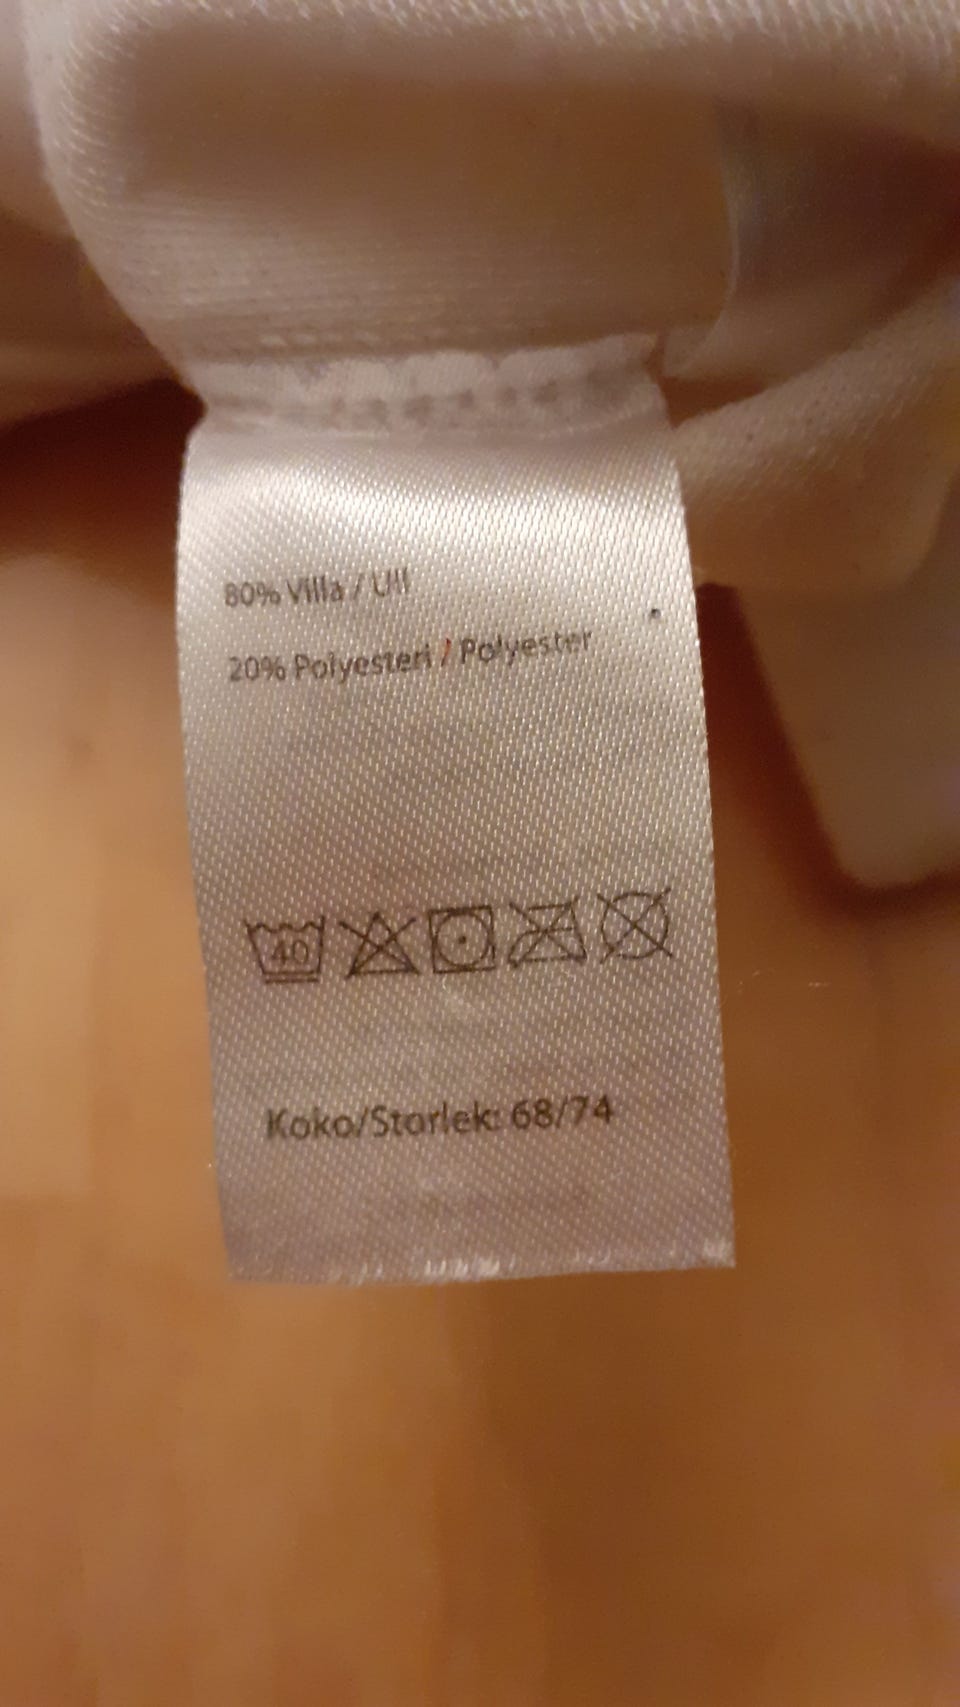 80% Villa / Ull
20% Polyesteri / Polyester
40
Koko/Storlek: 68/74